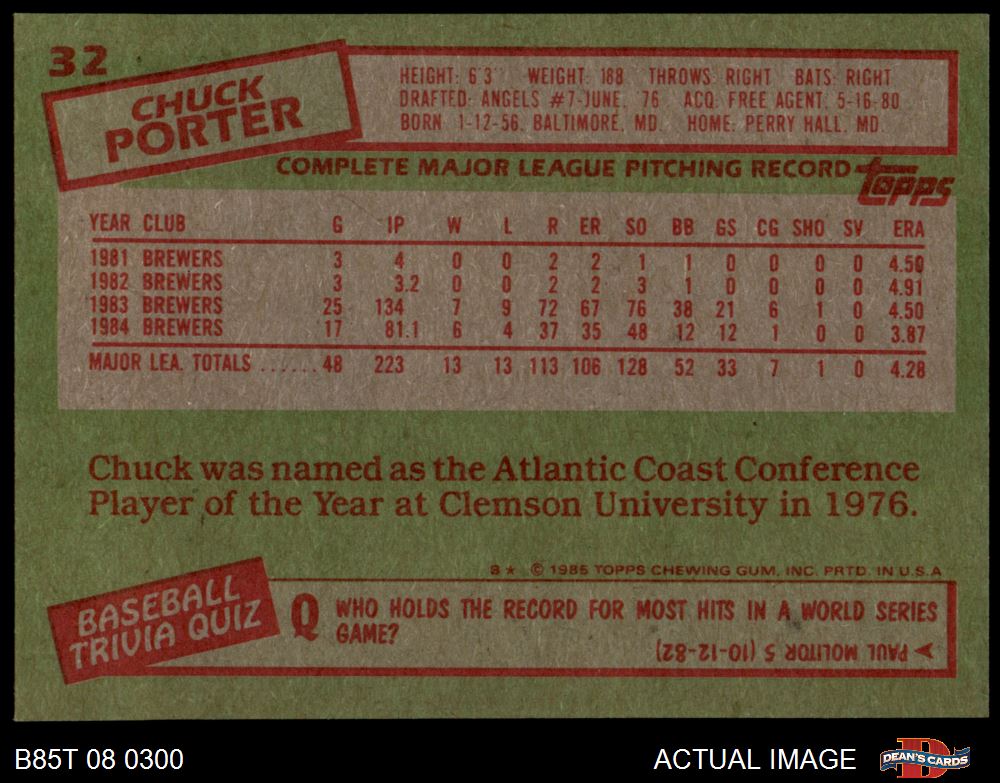 32
CHUCK
PORTER
HEIGHT: 6'3" WEIGHT: 188 THROWS: RIGHT BATS: RIGHT
DRAFTED: ANGELS #7-JUNE, '76 ACQ: FREE AGENT, 5-16-80
BORN: 1-12-56, BALTIMORE, MD. HOME: PERRY HALL, MD.
COMPLETE MAJOR LEAGUE PITCHING RECORD
topps
YEAR CLUB G IP W L R ER SO BB GS CG SHO SV ERA
1981 BREWERS 3 4 0 0 2 2 1 1 0 0 0 0 4.50
1982 BREWERS 3 3.2 0 0 2 2 3 1 0 0 0 0 4.91
1983 BREWERS 25 134 7 9 72 67 76 38 21 6 1 0 4.50
1984 BREWERS 17 81.1 6 4 37 35 48 12 12 1 0 0 3.87
MAJOR LEA. TOTALS ......48 223 13 13 113 106 128 52 33 7 1 0 4.28
Chuck was named as the Atlantic Coast Conference
Player of the Year at Clemson University in 1976.
B★ © 1985 TOPPS CHEWING GUM, INC. PRTD. IN U.S.A
BASEBALL
TRIVIA QUIZ
Q WHO HOLDS THE RECORD FOR MOST HITS IN A WORLD SERIES
GAME?
➤ PAUL MOLITOR 5 (10-12-82)
B85T 08 0300
ACTUAL IMAGE
DEAN'S CARDS